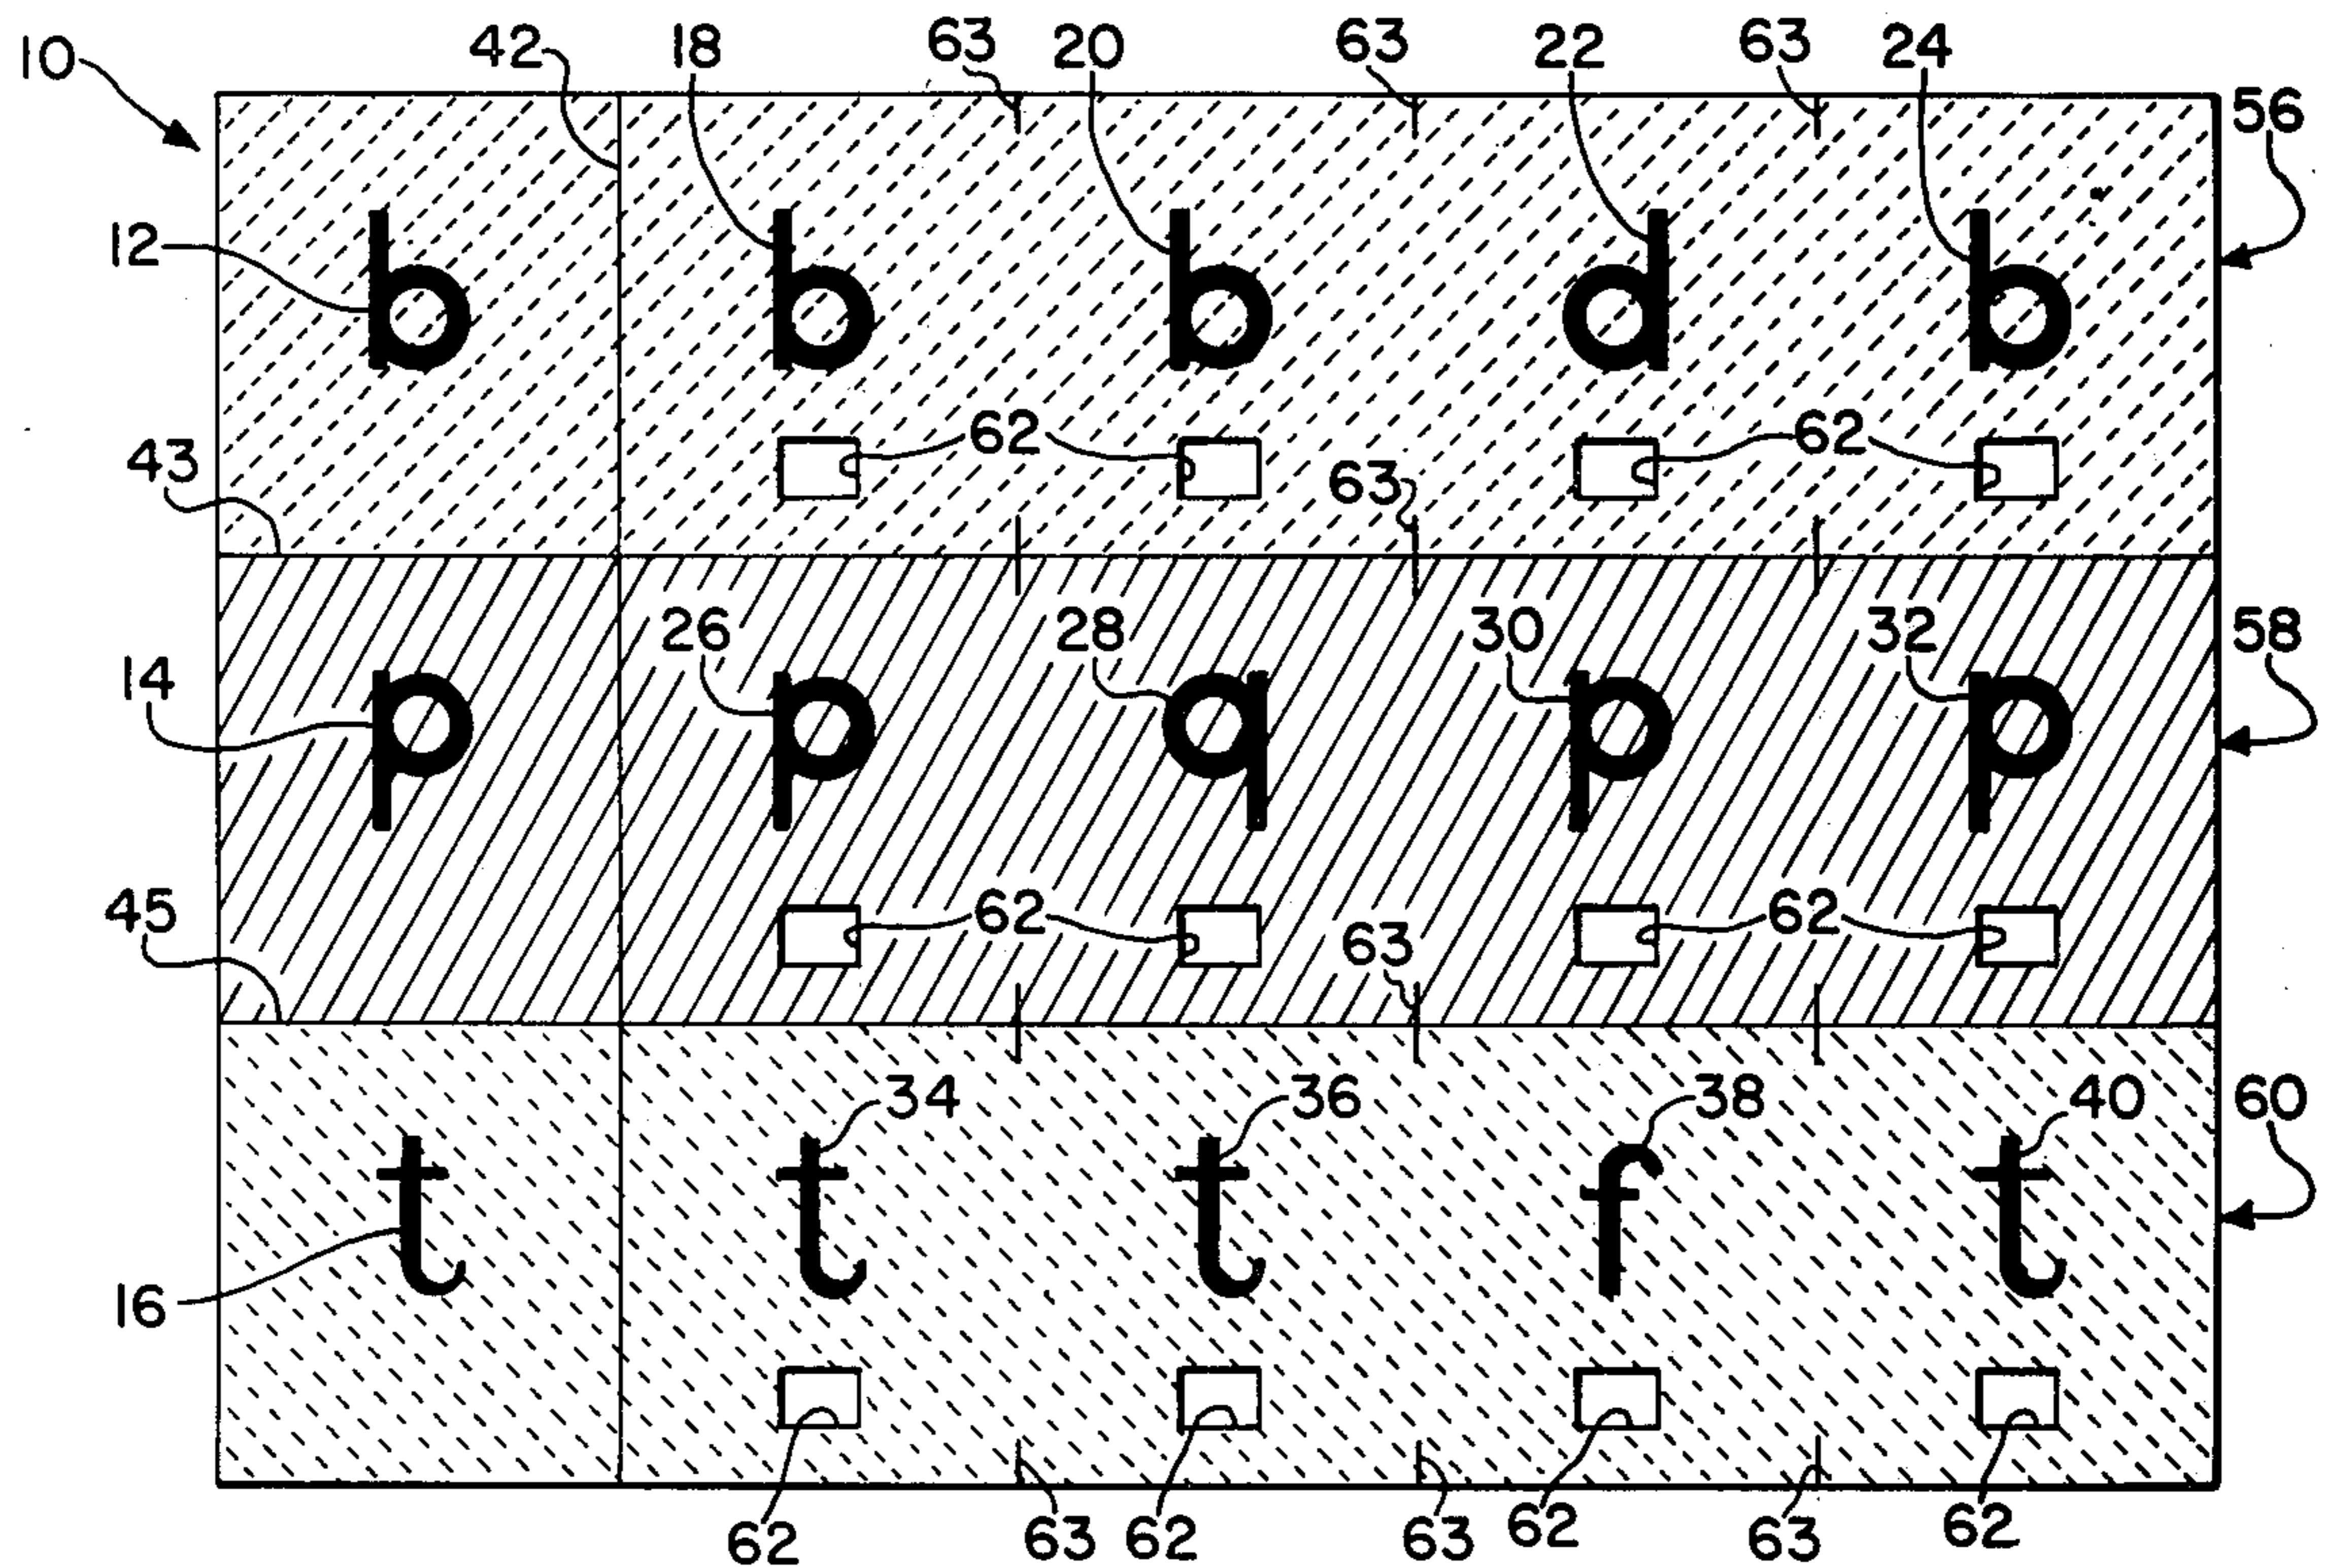 10 42 18 63 20 63 22 63 24
56
12 b b b d b
43 62 63 62
26 28 30 32 58
14 p p q p p
45 62 63 62
34 36 38 40 60
t t t f t
16
62 63 62 63 62 63 62